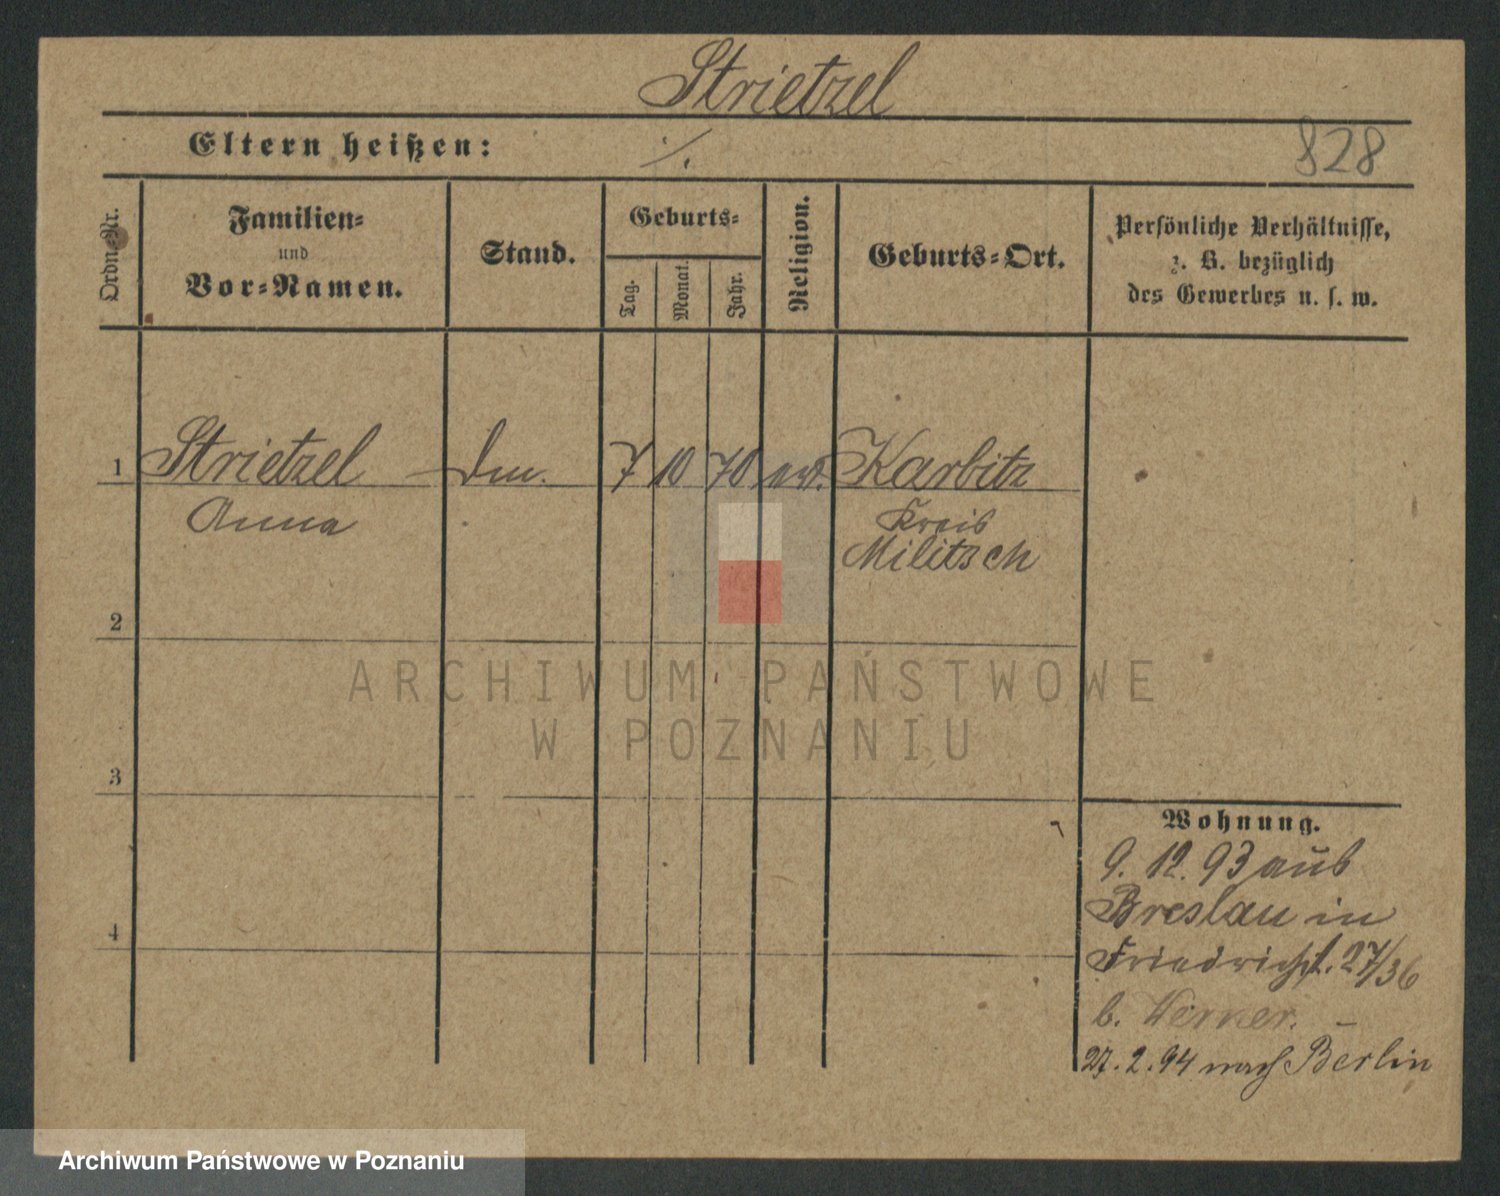 Strietzel
Eltern heißen: ./.
828
Ordn.-Nr.
Familien-
und
Vor-Namen.
Stand.
Geburts-
Tag.
Monat.
Jahr.
Religion.
Geburts-Ort.
Persönliche Verhältnisse,
z. B. bezüglich
des Gewerbes u. s. w.
1 Strietzel 7 10 70 ev. Karbitz
Anna
Kreis
Militsch
2
3
4
Wohnung.
9. 12. 93 aus
Breslau in
Friedrichst. 27/36
b. Werner.
27. 2. 94 nach Berlin
ARCHIWUM PAŃSTWOWE
W POZNANIU
Archiwum Państwowe w Poznaniu